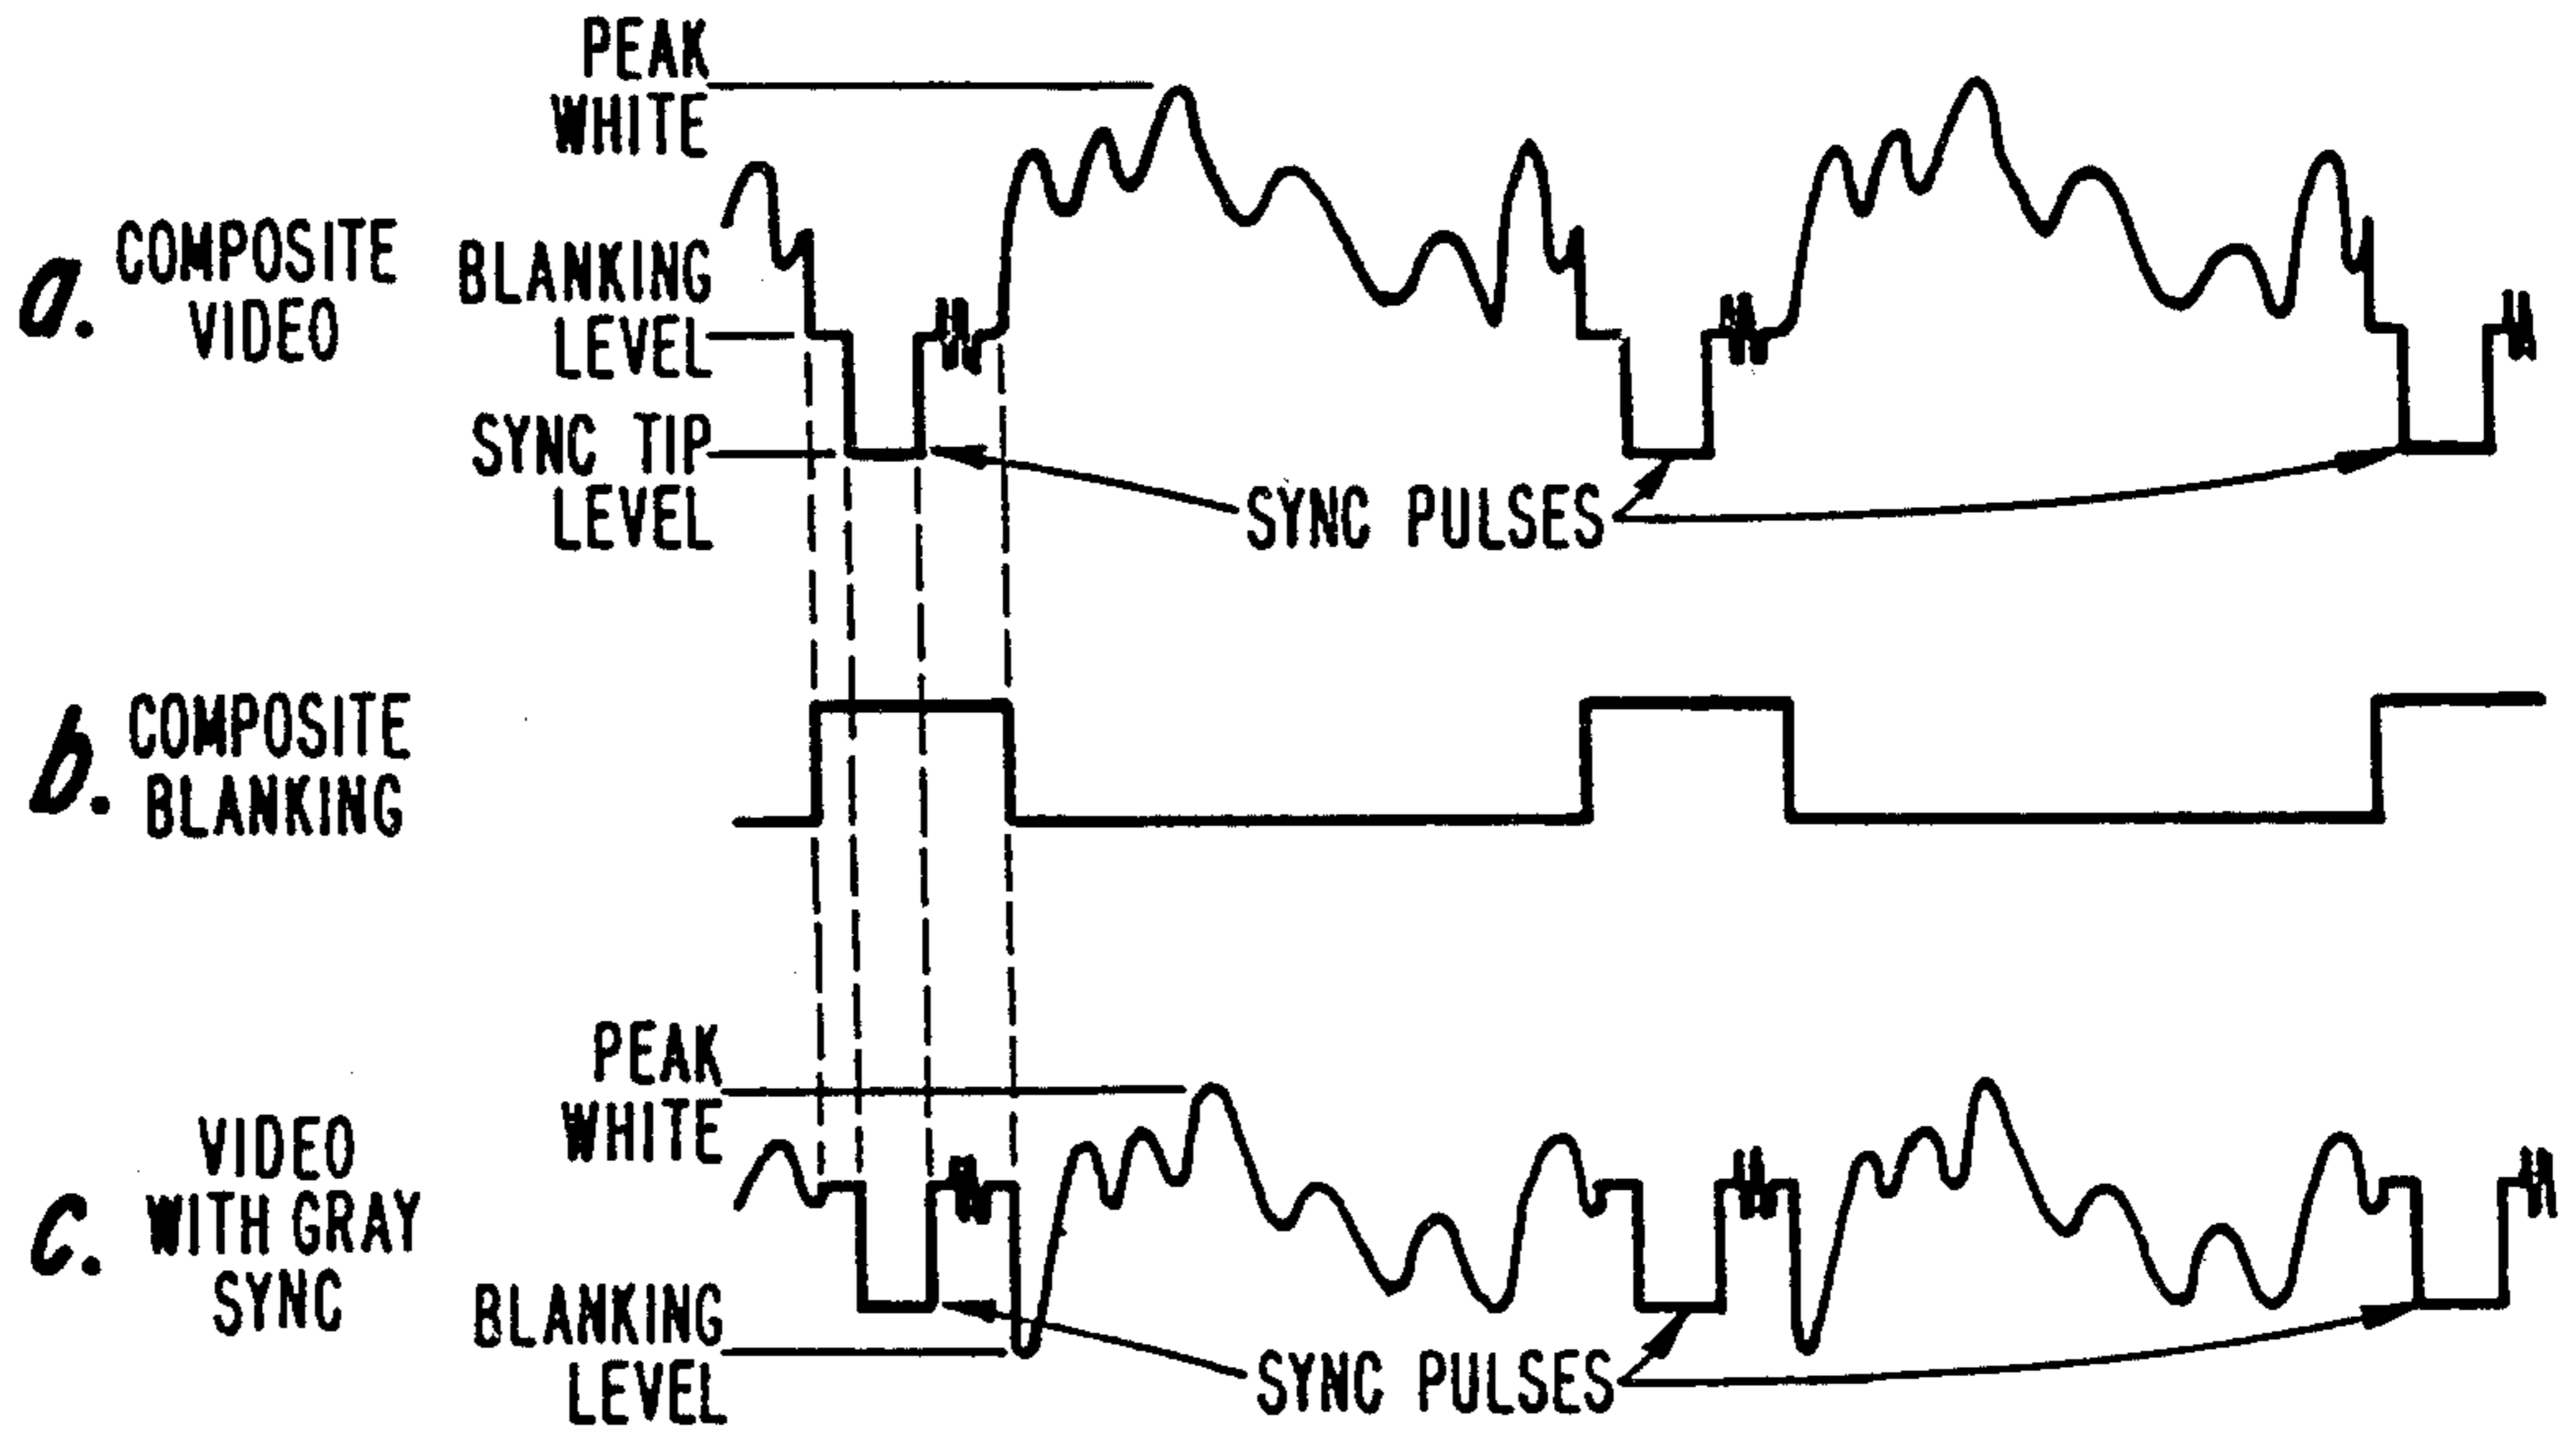 PEAK
WHITE
a. COMPOSITE
VIDEO
BLANKING
LEVEL
SYNC TIP
LEVEL
SYNC PULSES
b. COMPOSITE
BLANKING
PEAK
WHITE
c. VIDEO
WITH GRAY
SYNC
BLANKING
LEVEL
SYNC PULSES